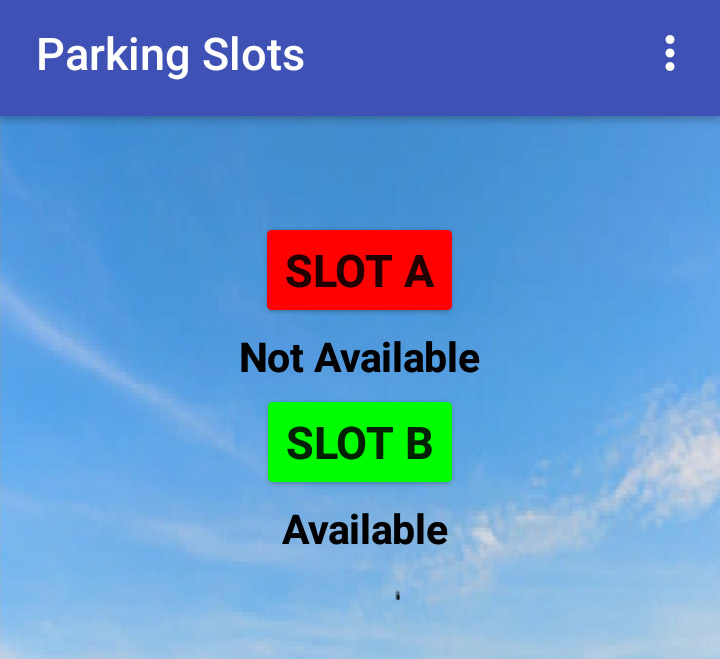 Parking Slots
SLOT A
Not Available
SLOT B
Available